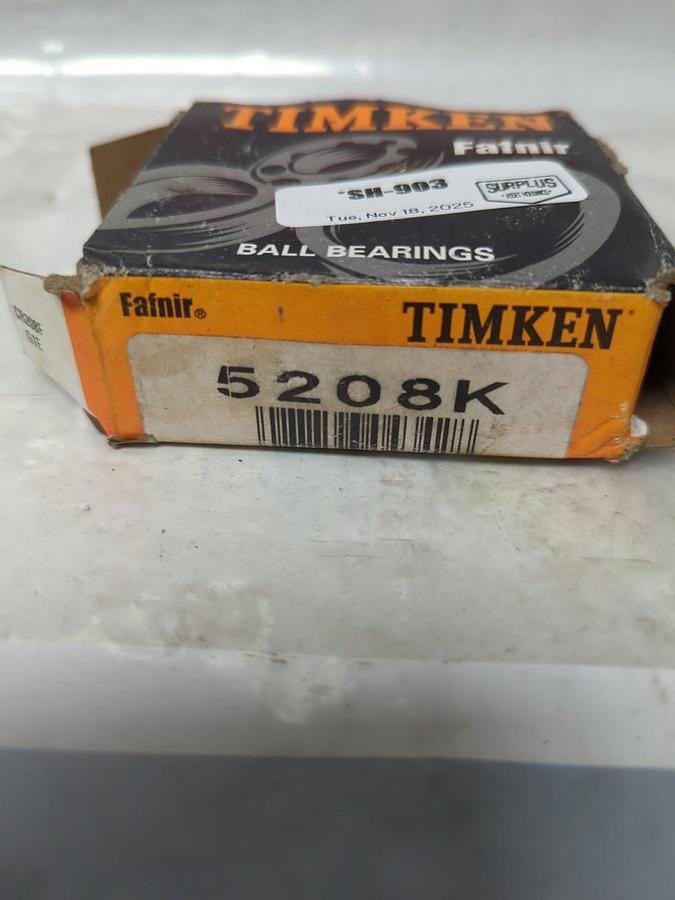 TIMKEN
Fafnir
*SH-903
SURPLUS
Tue, Nov 18, 2025
BALL BEARINGS
Fafnir®
TIMKEN
5208K